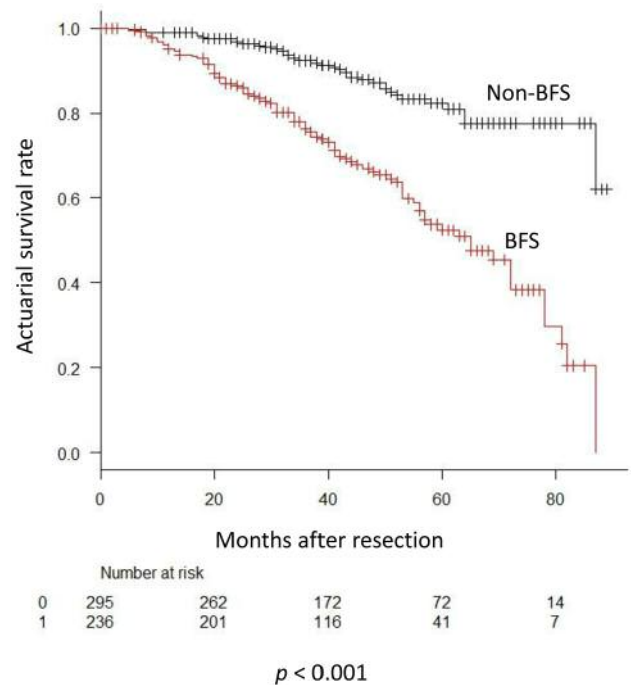 1.0
0.8
0.6
0.4
0.2
0.0
Actuarial survival rate
Non-BFS
BFS
0 20 40 60 80
Months after resection
Number at risk
0 295 262 172 72 14
1 236 201 116 41 7
p < 0.001